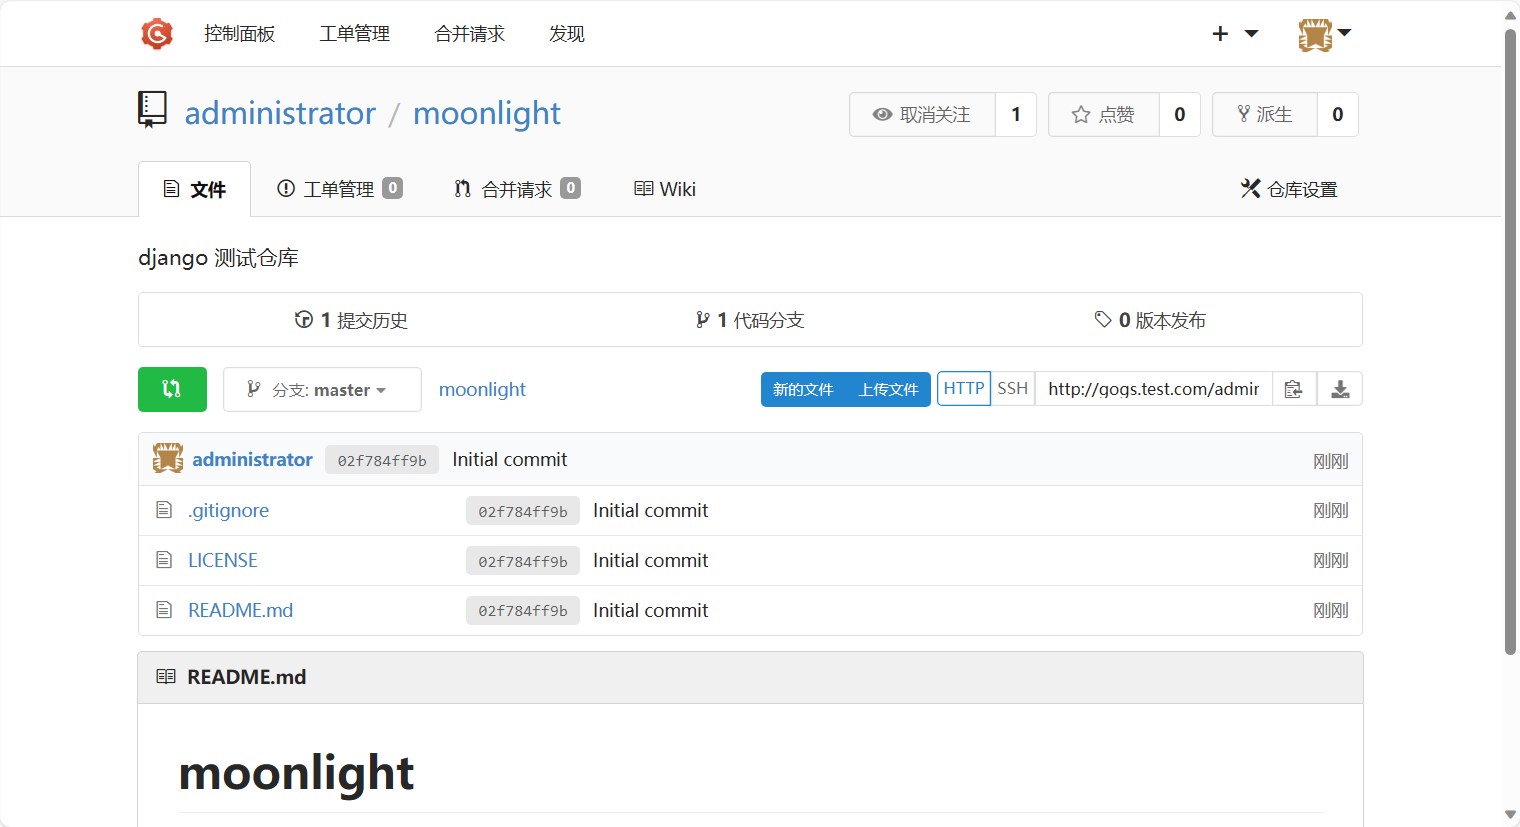 控制面板 工单管理 合并请求 发现
administrator / moonlight 取消关注 1 点赞 0 派生 0
文件 工单管理 0 合并请求 0 Wiki 仓库设置
django 测试仓库
1 提交历史 1 代码分支 0 版本发布
分支: master moonlight 新的文件 上传文件 HTTP SSH http://gogs.test.com/admir
administrator 02f784ff9b Initial commit 刚刚
.gitignore 02f784ff9b Initial commit 刚刚
LICENSE 02f784ff9b Initial commit 刚刚
README.md 02f784ff9b Initial commit 刚刚
README.md
moonlight